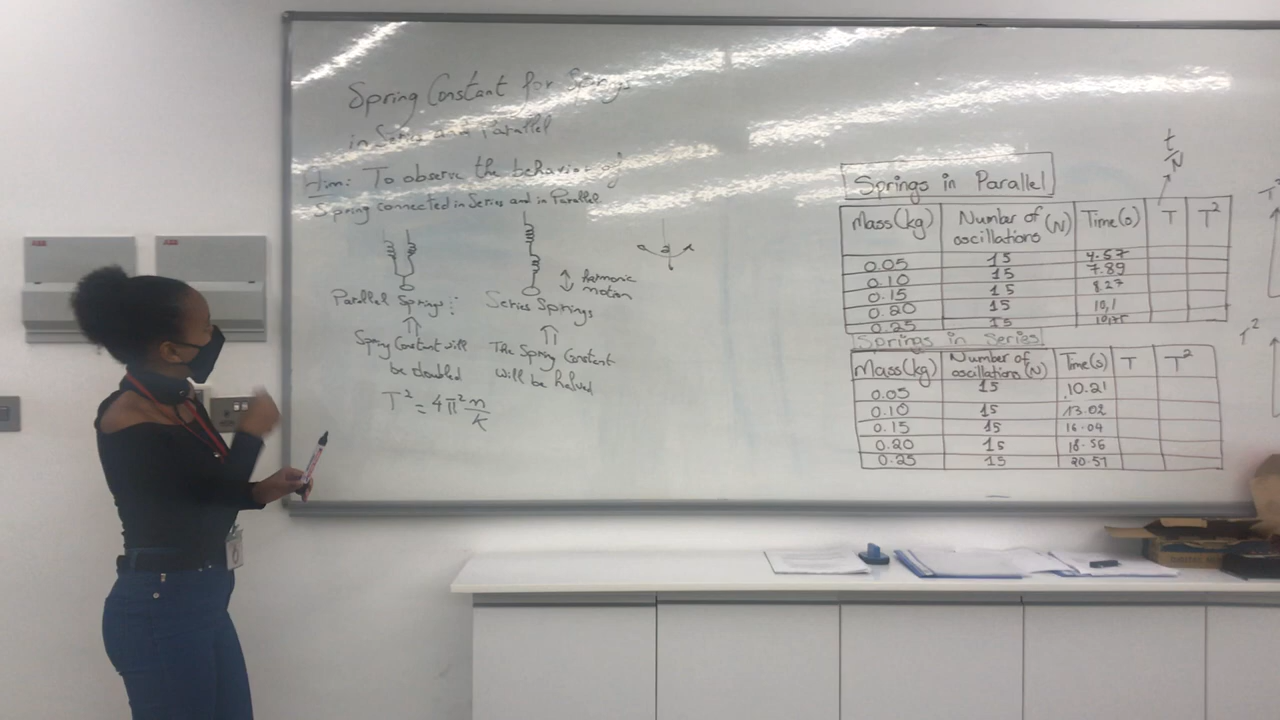 Spring Constant for Springs
in Series and Parallel
Aim: To observe the behavior of
Spring connected in Series and in Parallel.
harmonic
motion
Parallel Springs:
Series Springs
Spring Constant will
be doubled
The Spring Constant
will be halved
T² = 4π² m/k
t/N
Springs in Parallel
Mass(kg) Number of oscillations (N) Time(s) T T²
0.05 15 4.57
0.10 15 7.89
0.15 15 8.27
0.20 15 10,1
0.25 15
Springs in Series
Mass(kg) Number of oscillation (N) Time(s) T T²
0.05 15 10.21
0.10 15 13.02
0.15 15 16.04
0.20 15 18.56
0.25 15 20.57
T²
T²
ABB
ABB